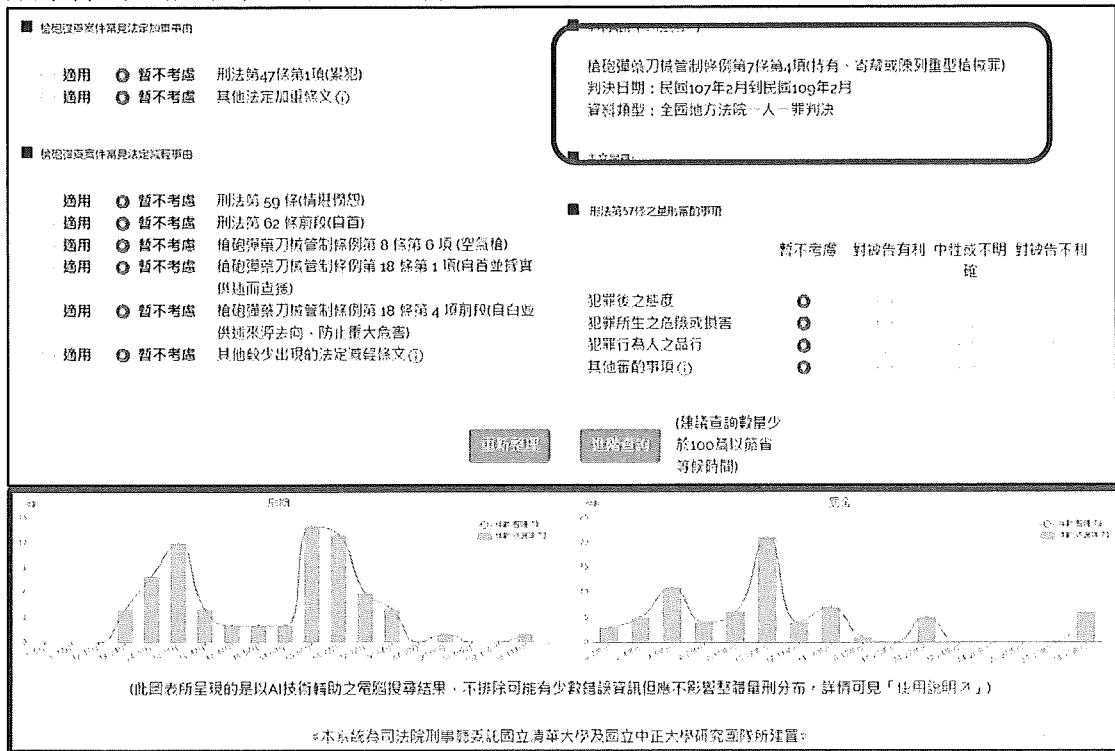 槍砲彈藥案件常見法定加重事由
適用 暫不考慮 刑法第47條第1項(累犯)
適用 暫不考慮 其他法定加重條文(i)
槍砲彈藥案件常見法定減輕事由
適用 暫不考慮 刑法第 59 條(情堪憫恕)
適用 暫不考慮 刑法第 62 條前段(自首)
適用 暫不考慮 槍砲彈藥刀械管制條例第 8 條第 6 項 (空氣槍)
適用 暫不考慮 槍砲彈藥刀械管制條例第 18 條第 1 項(自首並據實
供述而查獲)
適用 暫不考慮 槍砲彈藥刀械管制條例第 18 條第 4 項前段(自白並
供述來源去向、防止重大危害)
適用 暫不考慮 其他較少出現的法定減輕條文(i)
槍砲彈藥刀械管制條例第7條第4項(持有、寄藏或陳列重型槍械罪)
判決日期：民國107年2月到民國109年2月
資料類型：全國地方法院一人一罪判決
刑法第57條之量刑審酌事項
暫不考慮 對被告有利 中性或不明確 對被告不利
犯罪後之態度
犯罪所生之危險或損害
犯罪行為人之品行
其他審酌事項(i)
重新整理 進階查詢
(建議查詢數量少
於100篇以節省
等候時間)
刑期
罰金
(此圖表所呈現的是以AI技術輔助之電腦搜尋結果，不排除可能有少數錯誤資訊但應不影響整體量刑分布，詳情可見「使用說明↗」)
本系統為司法院刑事廳委託國立清華大學及國立中正大學研究團隊所建置